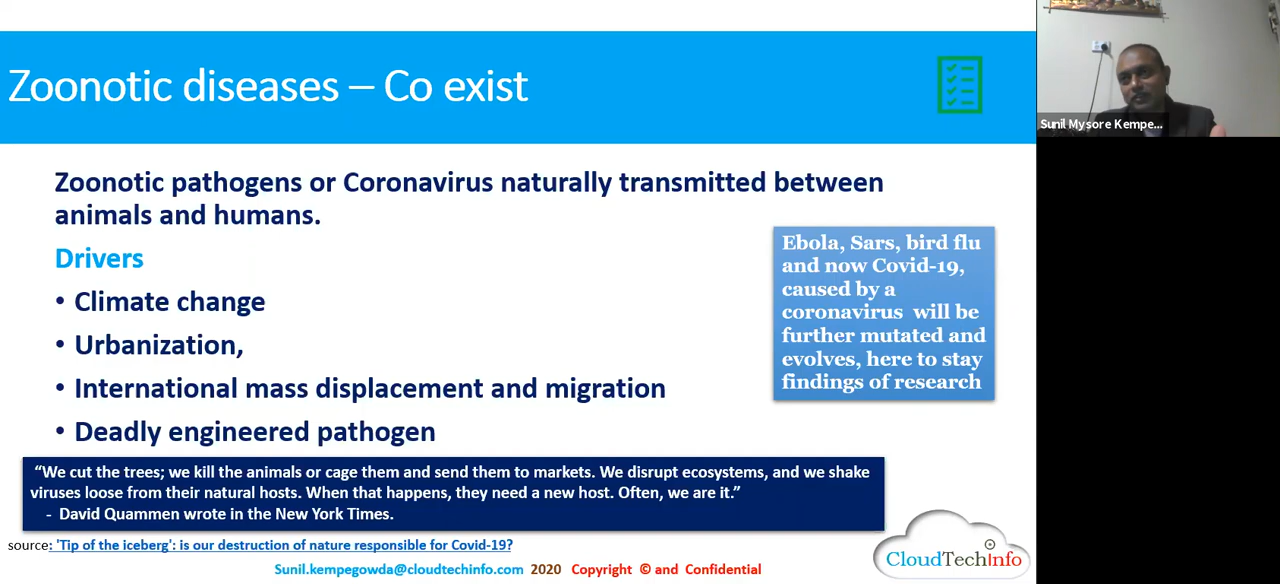 Zoonotic diseases – Co exist
Sunil Mysore Kempe...
Zoonotic pathogens or Coronavirus naturally transmitted between
animals and humans.
Drivers
• Climate change
• Urbanization,
• International mass displacement and migration
• Deadly engineered pathogen
Ebola, Sars, bird flu
and now Covid-19,
caused by a
coronavirus will be
further mutated and
evolves, here to stay
findings of research
“We cut the trees; we kill the animals or cage them and send them to markets. We disrupt ecosystems, and we shake
viruses loose from their natural hosts. When that happens, they need a new host. Often, we are it.”
- David Quammen wrote in the New York Times.
source: 'Tip of the iceberg': is our destruction of nature responsible for Covid-19?
CloudTechInfo
Sunil.kempegowda@cloudtechinfo.com 2020 Copyright © and Confidential